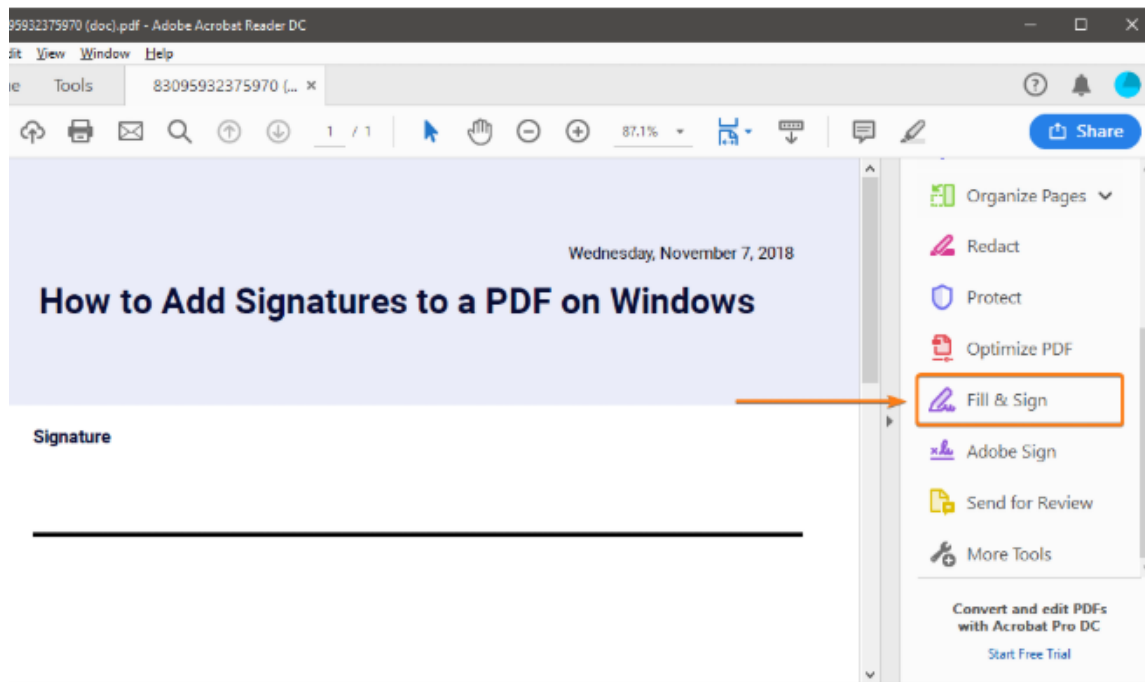 95932375970 (doc).pdf - Adobe Acrobat Reader DC
dit View Window Help
e Tools 83095932375970 (... ×
1 / 1 87.1% Share
Organize Pages
Wednesday, November 7, 2018
Redact
How to Add Signatures to a PDF on Windows
Protect
Optimize PDF
Fill & Sign
Signature
Adobe Sign
Send for Review
More Tools
Convert and edit PDFs
with Acrobat Pro DC
Start Free Trial